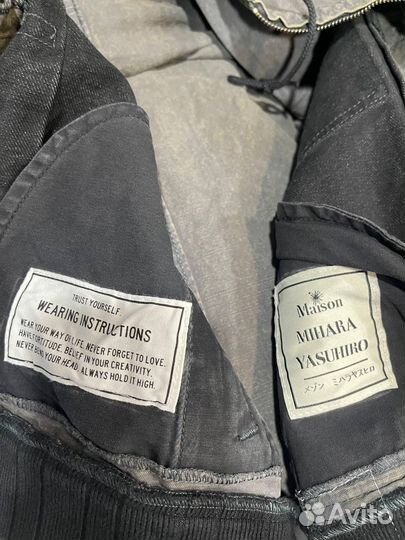 TRUST YOURSELF.
WEARING INSTRUCTIONS
WEAR YOUR WAY OF LIFE. NEVER FORGET TO LOVE.
HAVE FORTITUDE. BELIEF IN YOUR CREATIVITY.
NEVER BEND YOUR HEAD, ALWAYS HOLD IT HIGH.
Maison
MIHARA
YASUHIRO
メゾン ミハラヤスヒロ
Avito